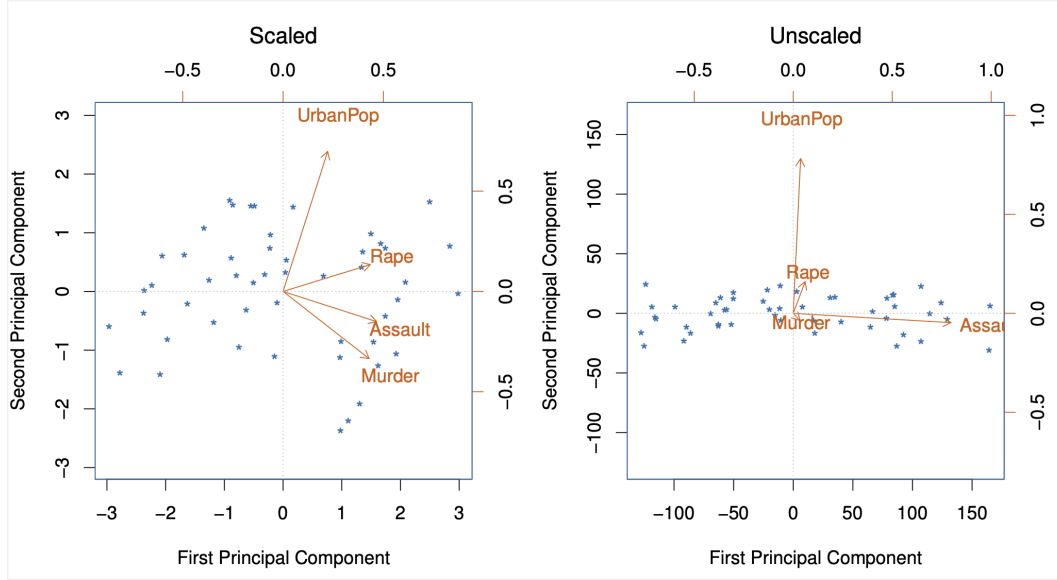 Scaled
−0.5 0.0 0.5
UrbanPop
Rape
Assault
Murder
3
2
1
0
−1
−2
−3
Second Principal Component
0.5
0.0
−0.5
−3 −2 −1 0 1 2 3
First Principal Component
Unscaled
−0.5 0.0 0.5 1.0
UrbanPop
Rape
Murder
Assau
150
100
50
0
−50
−100
Second Principal Component
1.0
0.5
0.0
−0.5
−100 −50 0 50 100 150
First Principal Component